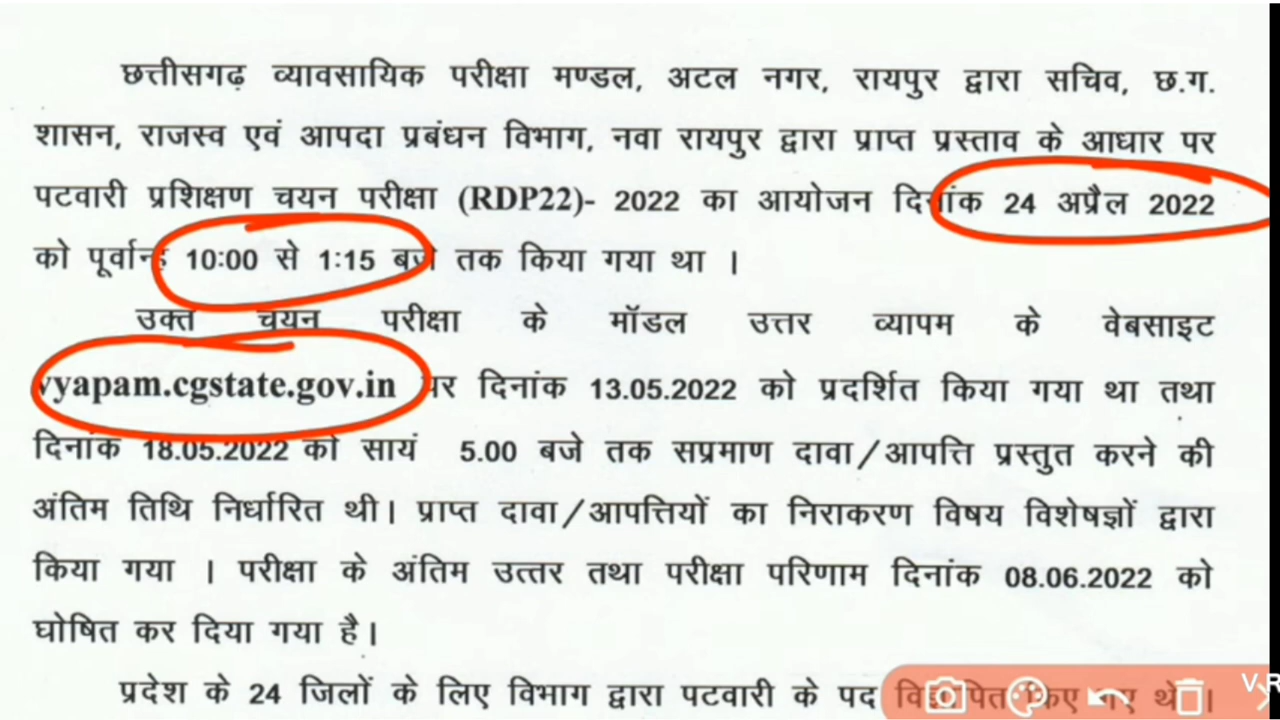 छत्तीसगढ़ व्यावसायिक परीक्षा मण्डल, अटल नगर, रायपुर द्वारा सचिव, छ.ग.
शासन, राजस्व एवं आपदा प्रबंधन विभाग, नवा रायपुर द्वारा प्राप्त प्रस्ताव के आधार पर
पटवारी प्रशिक्षण चयन परीक्षा (RDP22)- 2022 का आयोजन दिनांक 24 अप्रैल 2022
को पूर्वान्ह 10:00 से 1:15 बजे तक किया गया था ।
उक्त चयन परीक्षा के मॉडल उत्तर व्यापम के वेबसाइट
vyapam.cgstate.gov.in पर दिनांक 13.05.2022 को प्रदर्शित किया गया था तथा
दिनांक 18.05.2022 को सायं 5.00 बजे तक सप्रमाण दावा/आपत्ति प्रस्तुत करने की
अंतिम तिथि निर्धारित थी। प्राप्त दावा/आपत्तियों का निराकरण विषय विशेषज्ञों द्वारा
किया गया । परीक्षा के अंतिम उत्तर तथा परीक्षा परिणाम दिनांक 08.06.2022 को
घोषित कर दिया गया है।
प्रदेश के 24 जिलों के लिए विभाग द्वारा पटवारी के पद विज्ञापित किए गए थे ।
V R